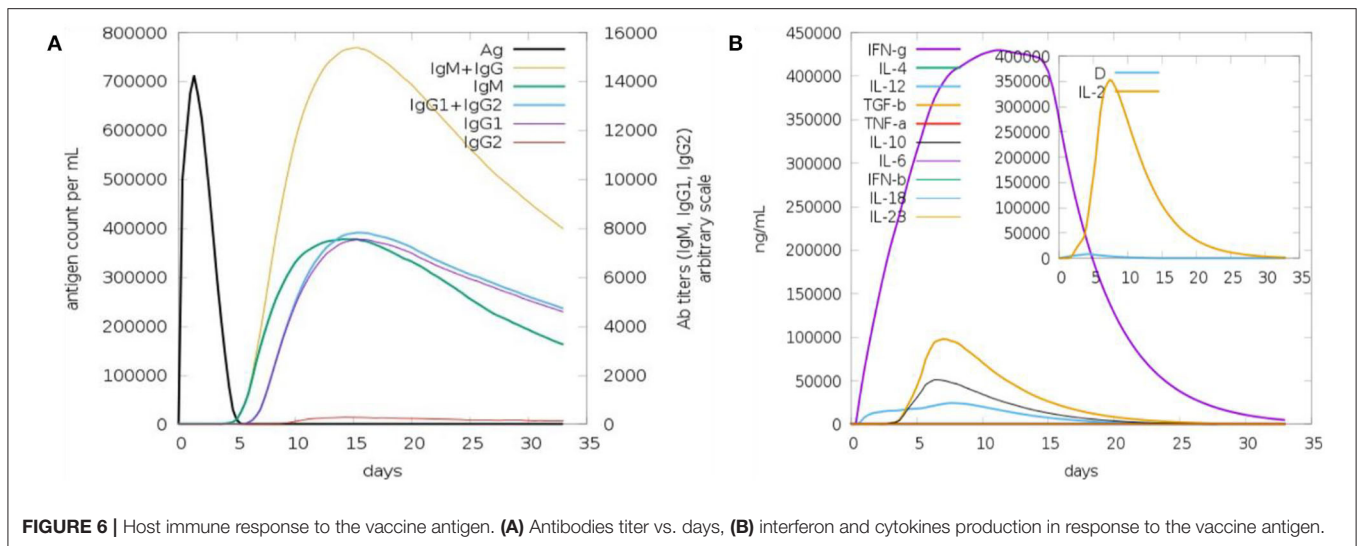 A
800000
700000
600000
500000
400000
300000
200000
100000
0
antigen count per mL
0 5 10 15 20 25 30 35
days
16000
14000
12000
10000
8000
6000
4000
2000
0
Ab titers (IgM, IgG1, IgG2)
arbitrary scale
Ag
IgM+IgG
IgM
IgG1+IgG2
IgG1
IgG2
B
450000
400000
350000
300000
250000
200000
150000
100000
50000
0
ng/mL
0 5 10 15 20 25 30 35
days
IFN-g
IL-4
IL-12
TGF-b
TNF-a
IL-10
IL-6
IFN-b
IL-18
IL-23
400000
350000
300000
250000
200000
150000
100000
50000
0
0 5 10 15 20 25 30 35
D
IL-2
FIGURE 6 | Host immune response to the vaccine antigen. (A) Antibodies titer vs. days, (B) interferon and cytokines production in response to the vaccine antigen.